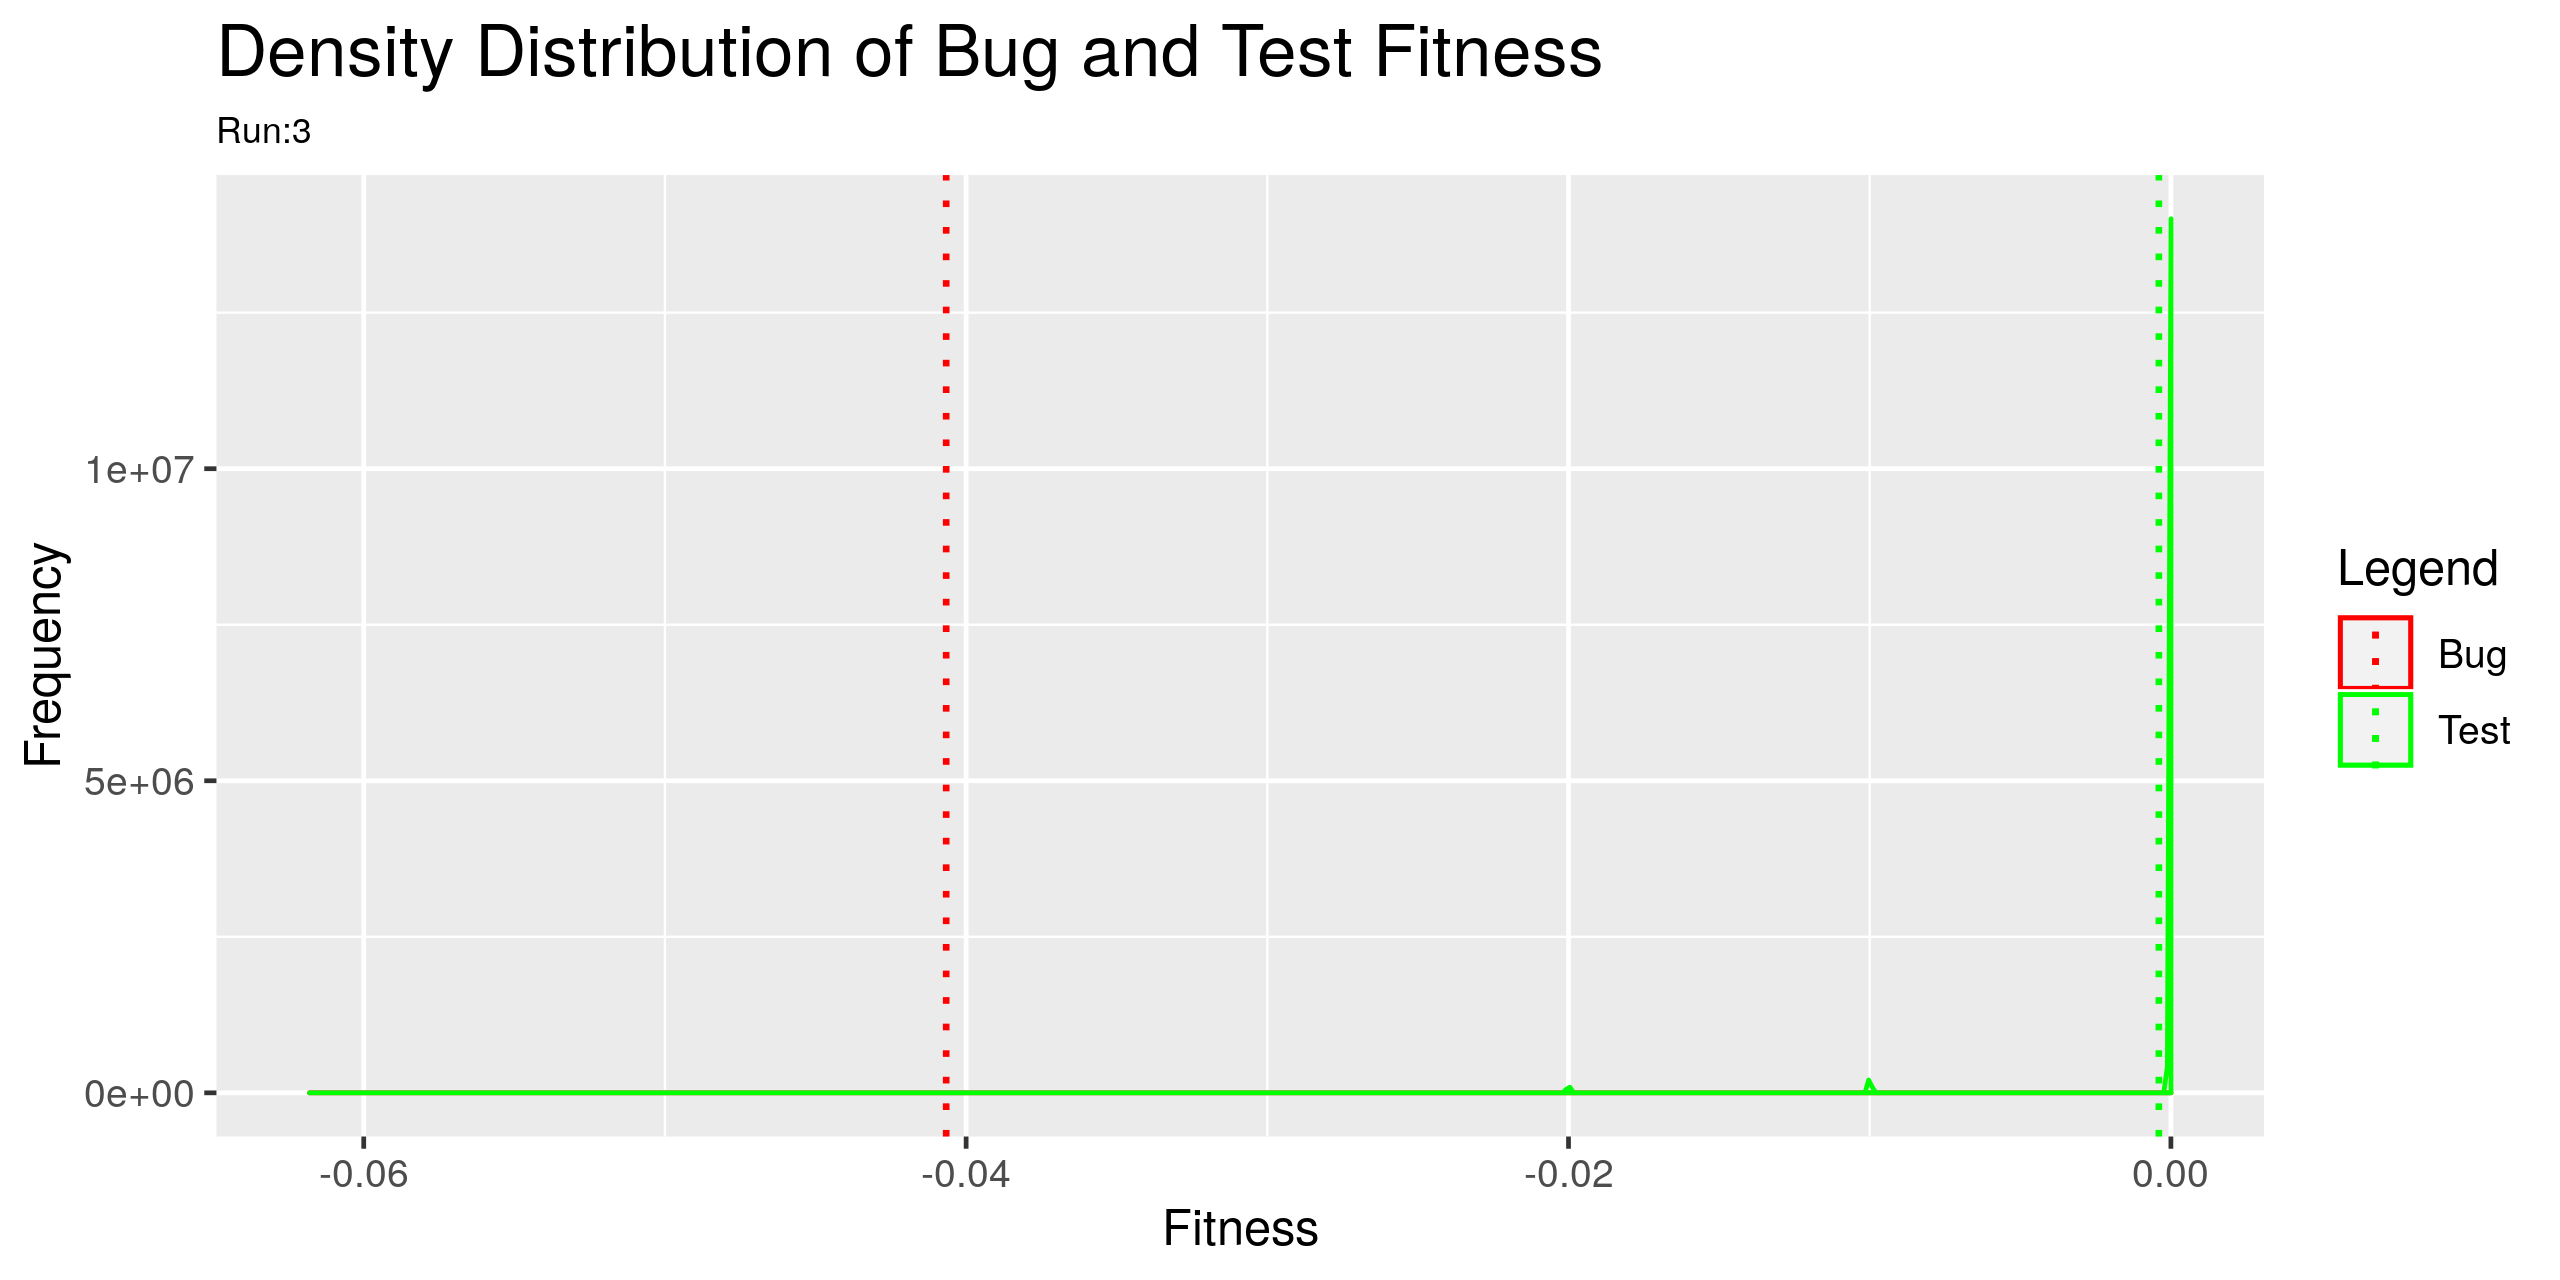 Density Distribution of Bug and Test Fitness
Run:3
Frequency
1e+07
5e+06
0e+00
-0.06
-0.04
-0.02
0.00
Fitness
Legend
Bug
Test